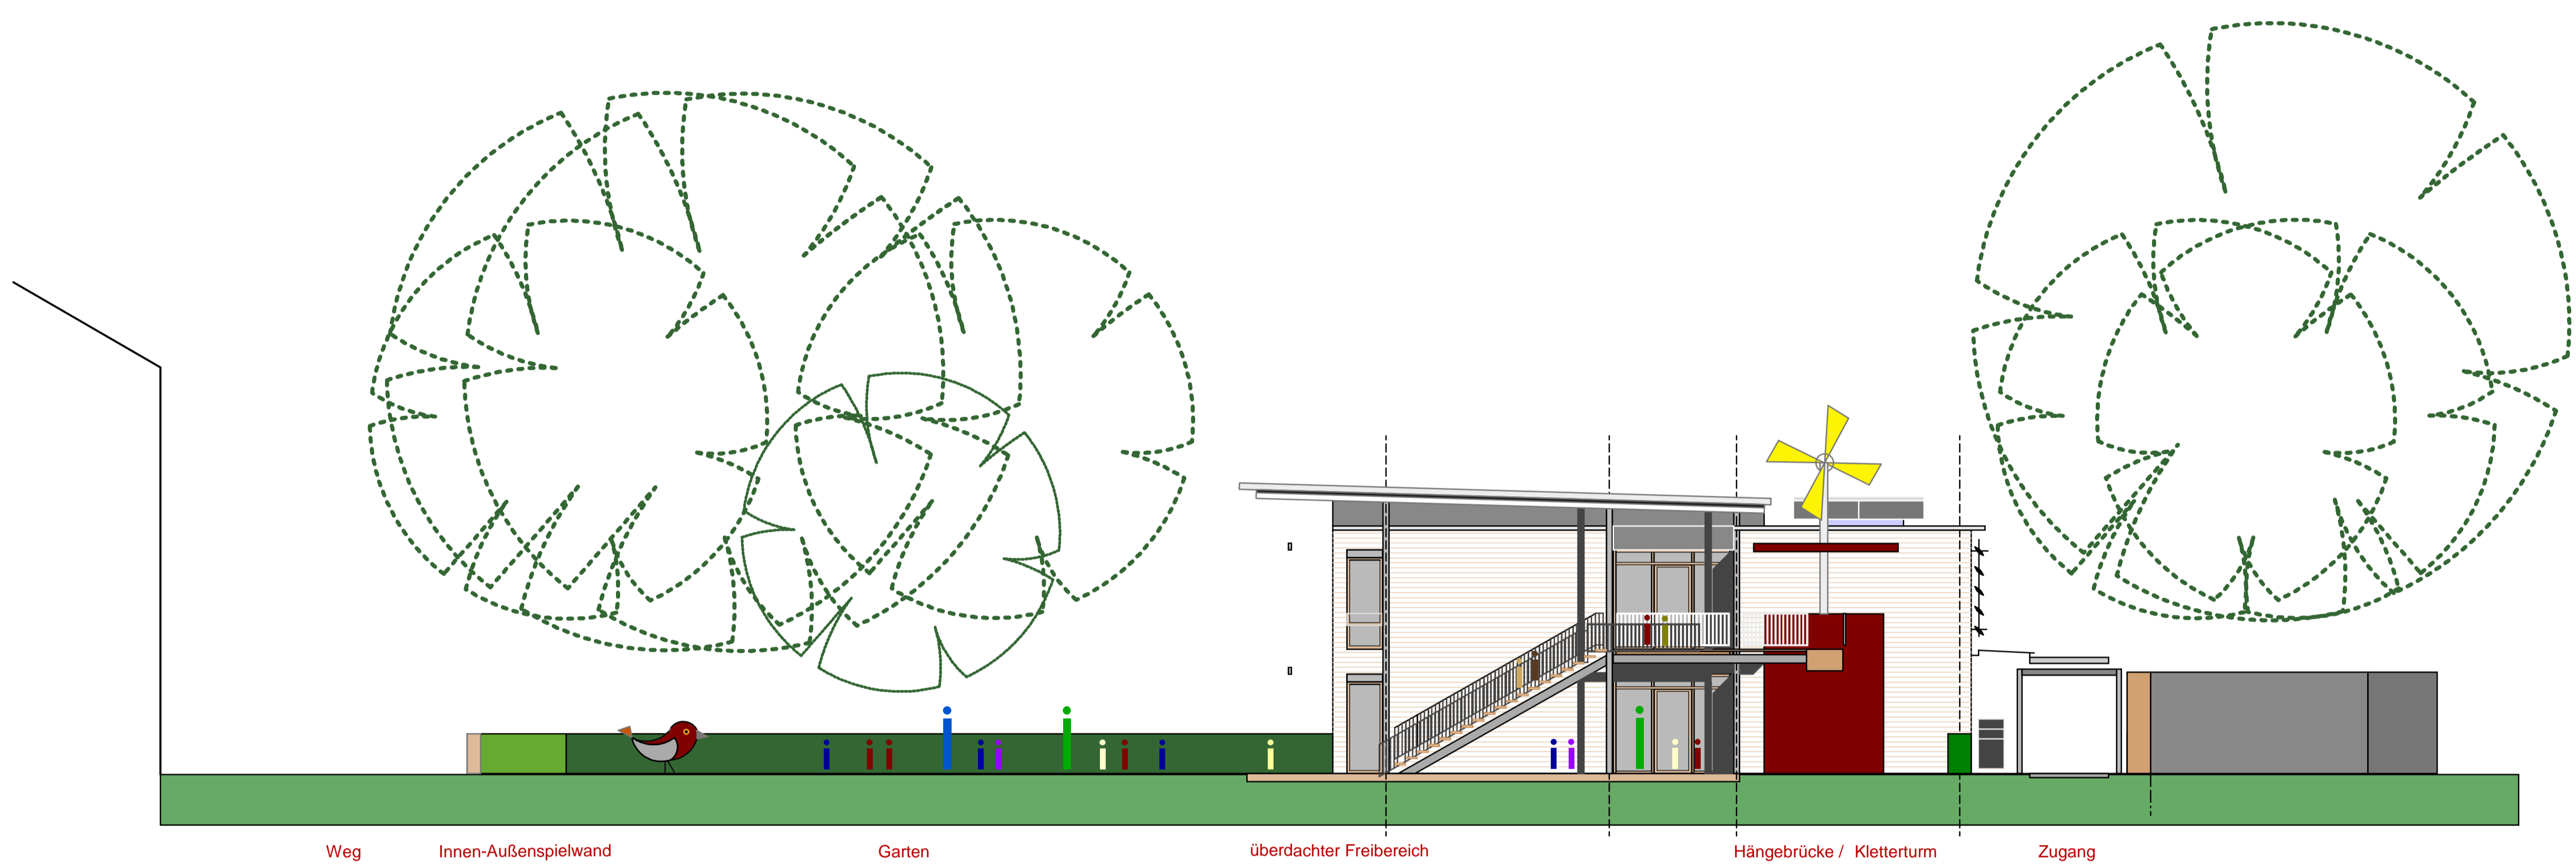 Weg
Innen-Außenspielwand
Garten
überdachter Freibereich
Hängebrücke / Kletterturm
Zugang